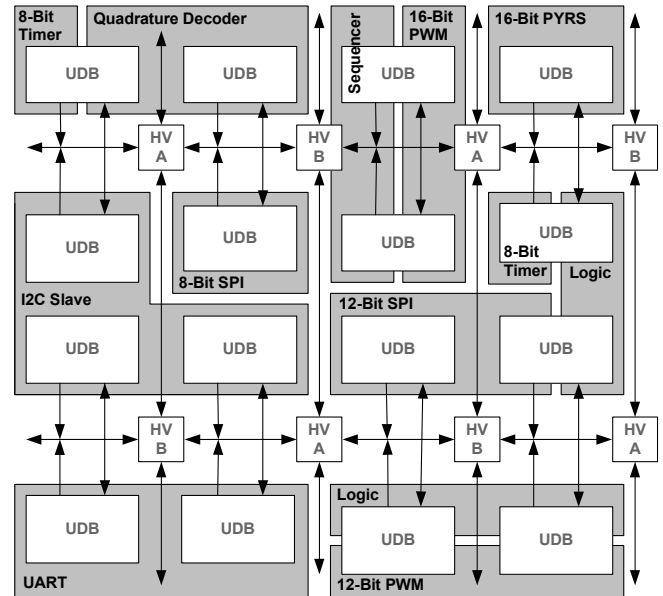 8-Bit
Timer
Quadrature Decoder
Sequencer
16-Bit
PWM
16-Bit PYRS
UDB
UDB
UDB
UDB
HV
A
HV
B
HV
A
HV
B
UDB
UDB
UDB
UDB
8-Bit SPI
8-Bit
Timer
Logic
I2C Slave
12-Bit SPI
UDB
UDB
UDB
UDB
HV
B
HV
A
HV
B
HV
A
Logic
UDB
UDB
UDB
UDB
UART
12-Bit PWM